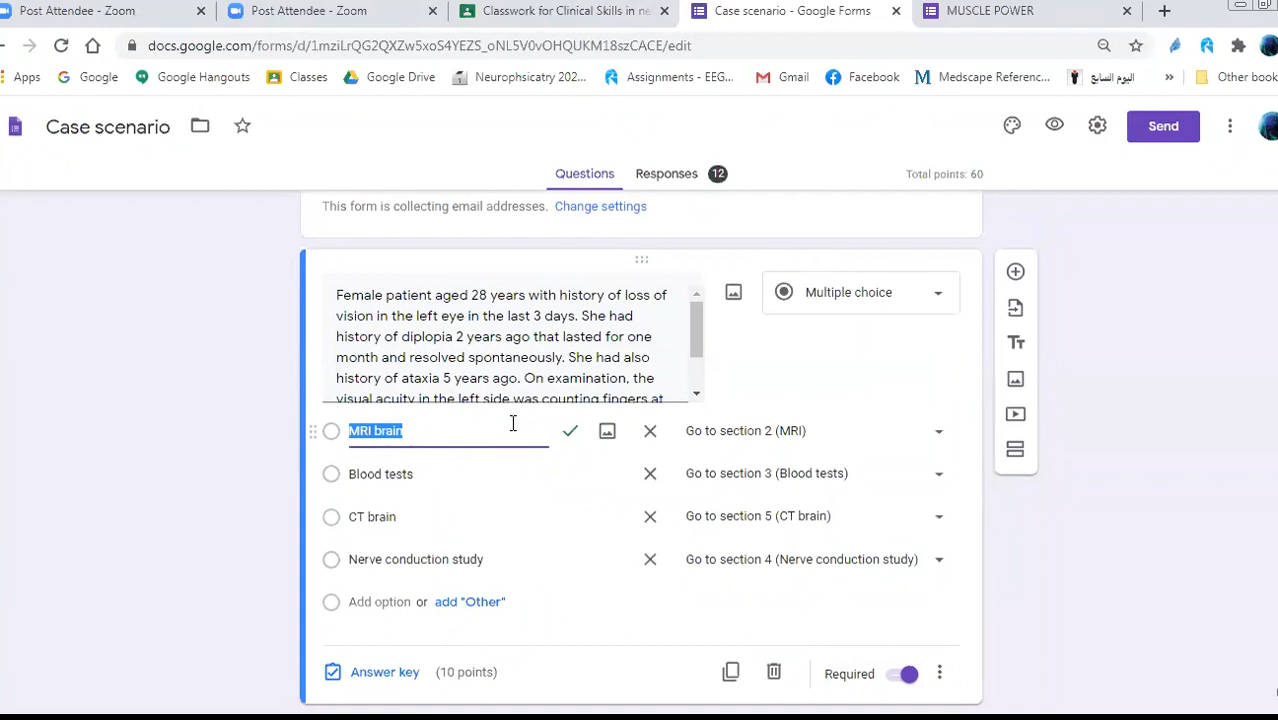 Post Attendee - Zoom
Post Attendee - Zoom
Classwork for Clinical Skills in ne
Case scenario - Google Forms
MUSCLE POWER
docs.google.com/forms/d/1mziLrQG2QXZw5xoS4YEZS_oNL5V0vOHQUKM18szCACE/edit
Apps
Google
Google Hangouts
Classes
Google Drive
Neurophsicatry 202...
Assignments - EEG...
Gmail
Facebook
Medscape Referenc...
اليوم السابع
»
Other book
Case scenario
Send
Questions
Responses 12
Total points: 60
This form is collecting email addresses. Change settings
Female patient aged 28 years with history of loss of
vision in the left eye in the last 3 days. She had
history of diplopia 2 years ago that lasted for one
month and resolved spontaneously. She had also
history of ataxia 5 years ago. On examination, the
visual acuity in the left side was counting fingers at
Multiple choice
MRI brain
Go to section 2 (MRI)
Blood tests
Go to section 3 (Blood tests)
CT brain
Go to section 5 (CT brain)
Nerve conduction study
Go to section 4 (Nerve conduction study)
Add option or add "Other"
Answer key (10 points)
Required